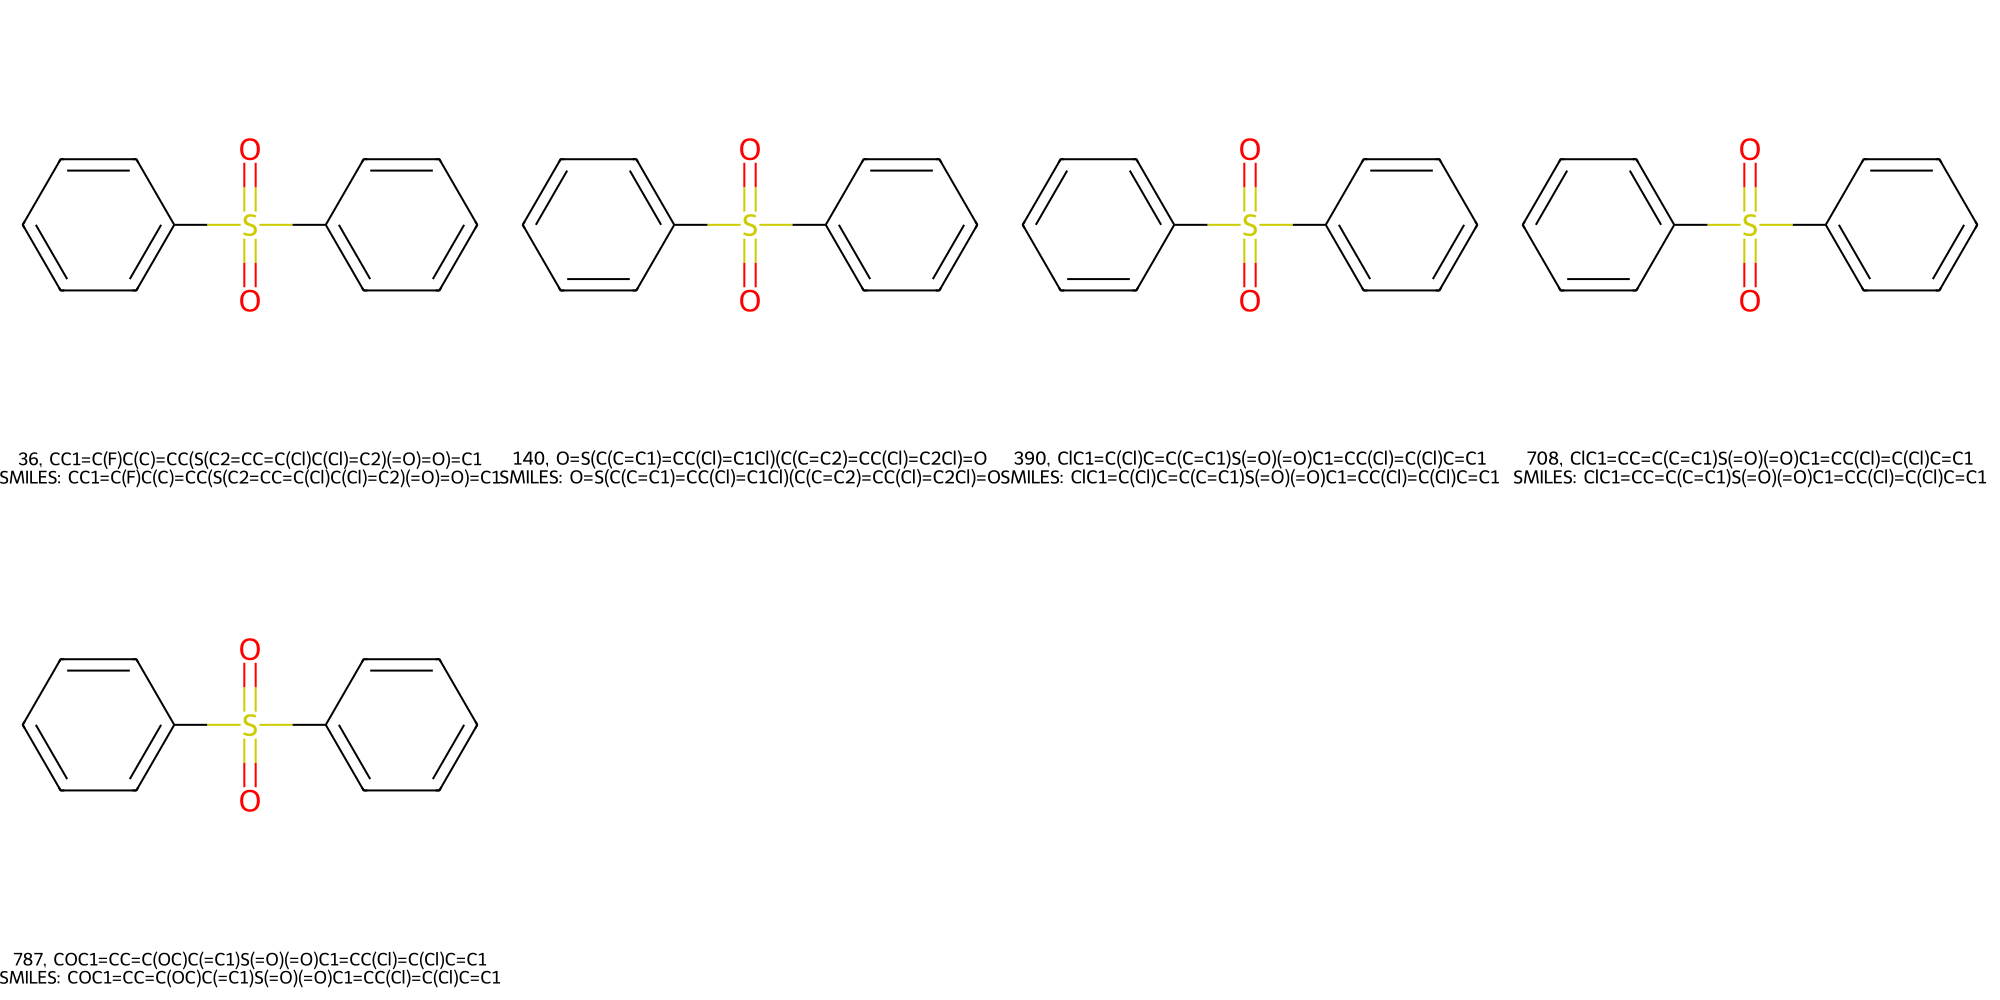 O O O O
S S S S
O O O O
36, CC1=C(F)C(C)=CC(S(C2=CC=C(Cl)C(Cl)=C2)(=O)=O)=C1
SMILES: CC1=C(F)C(C)=CC(S(C2=CC=C(Cl)C(Cl)=C2)(=O)=O)=C1
140, O=S(C(C=C1)=CC(Cl)=C1Cl)(C(C=C2)=CC(Cl)=C2Cl)=O
SMILES: O=S(C(C=C1)=CC(Cl)=C1Cl)(C(C=C2)=CC(Cl)=C2Cl)=O
390, ClC1=C(Cl)C=C(C=C1)S(=O)(=O)C1=CC(Cl)=C(Cl)C=C1
SMILES: ClC1=C(Cl)C=C(C=C1)S(=O)(=O)C1=CC(Cl)=C(Cl)C=C1
708, ClC1=CC=C(C=C1)S(=O)(=O)C1=CC(Cl)=C(Cl)C=C1
SMILES: ClC1=CC=C(C=C1)S(=O)(=O)C1=CC(Cl)=C(Cl)C=C1
O
S
O
787, COC1=CC=C(OC)C(=C1)S(=O)(=O)C1=CC(Cl)=C(Cl)C=C1
SMILES: COC1=CC=C(OC)C(=C1)S(=O)(=O)C1=CC(Cl)=C(Cl)C=C1